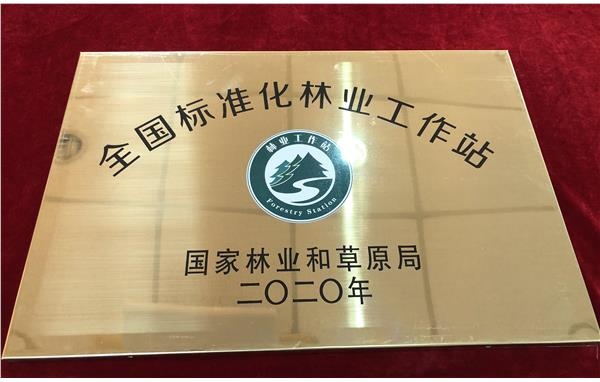 全国标准化林业工作站
林业工作站
Forestry Station
国家林业和草原局
二〇二〇年